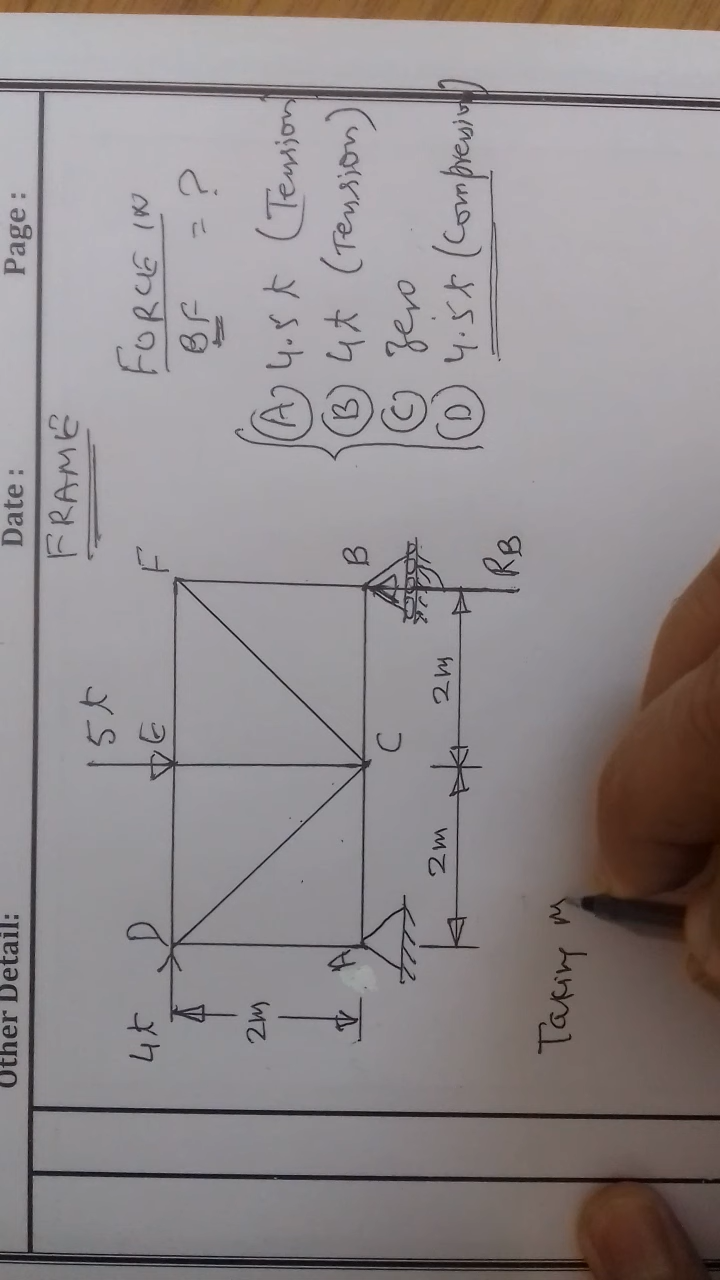 Other Detail:
Date :
Page :
FRAME
FORCE IN
BF = ?
(A) 4.5t (Tension)
(B) 4t (Tension)
(C) Zero
(D) 4.5t (Compression)
5t
4t
D
E
F
2m
A
C
B
2m
2m
RB
Taking M